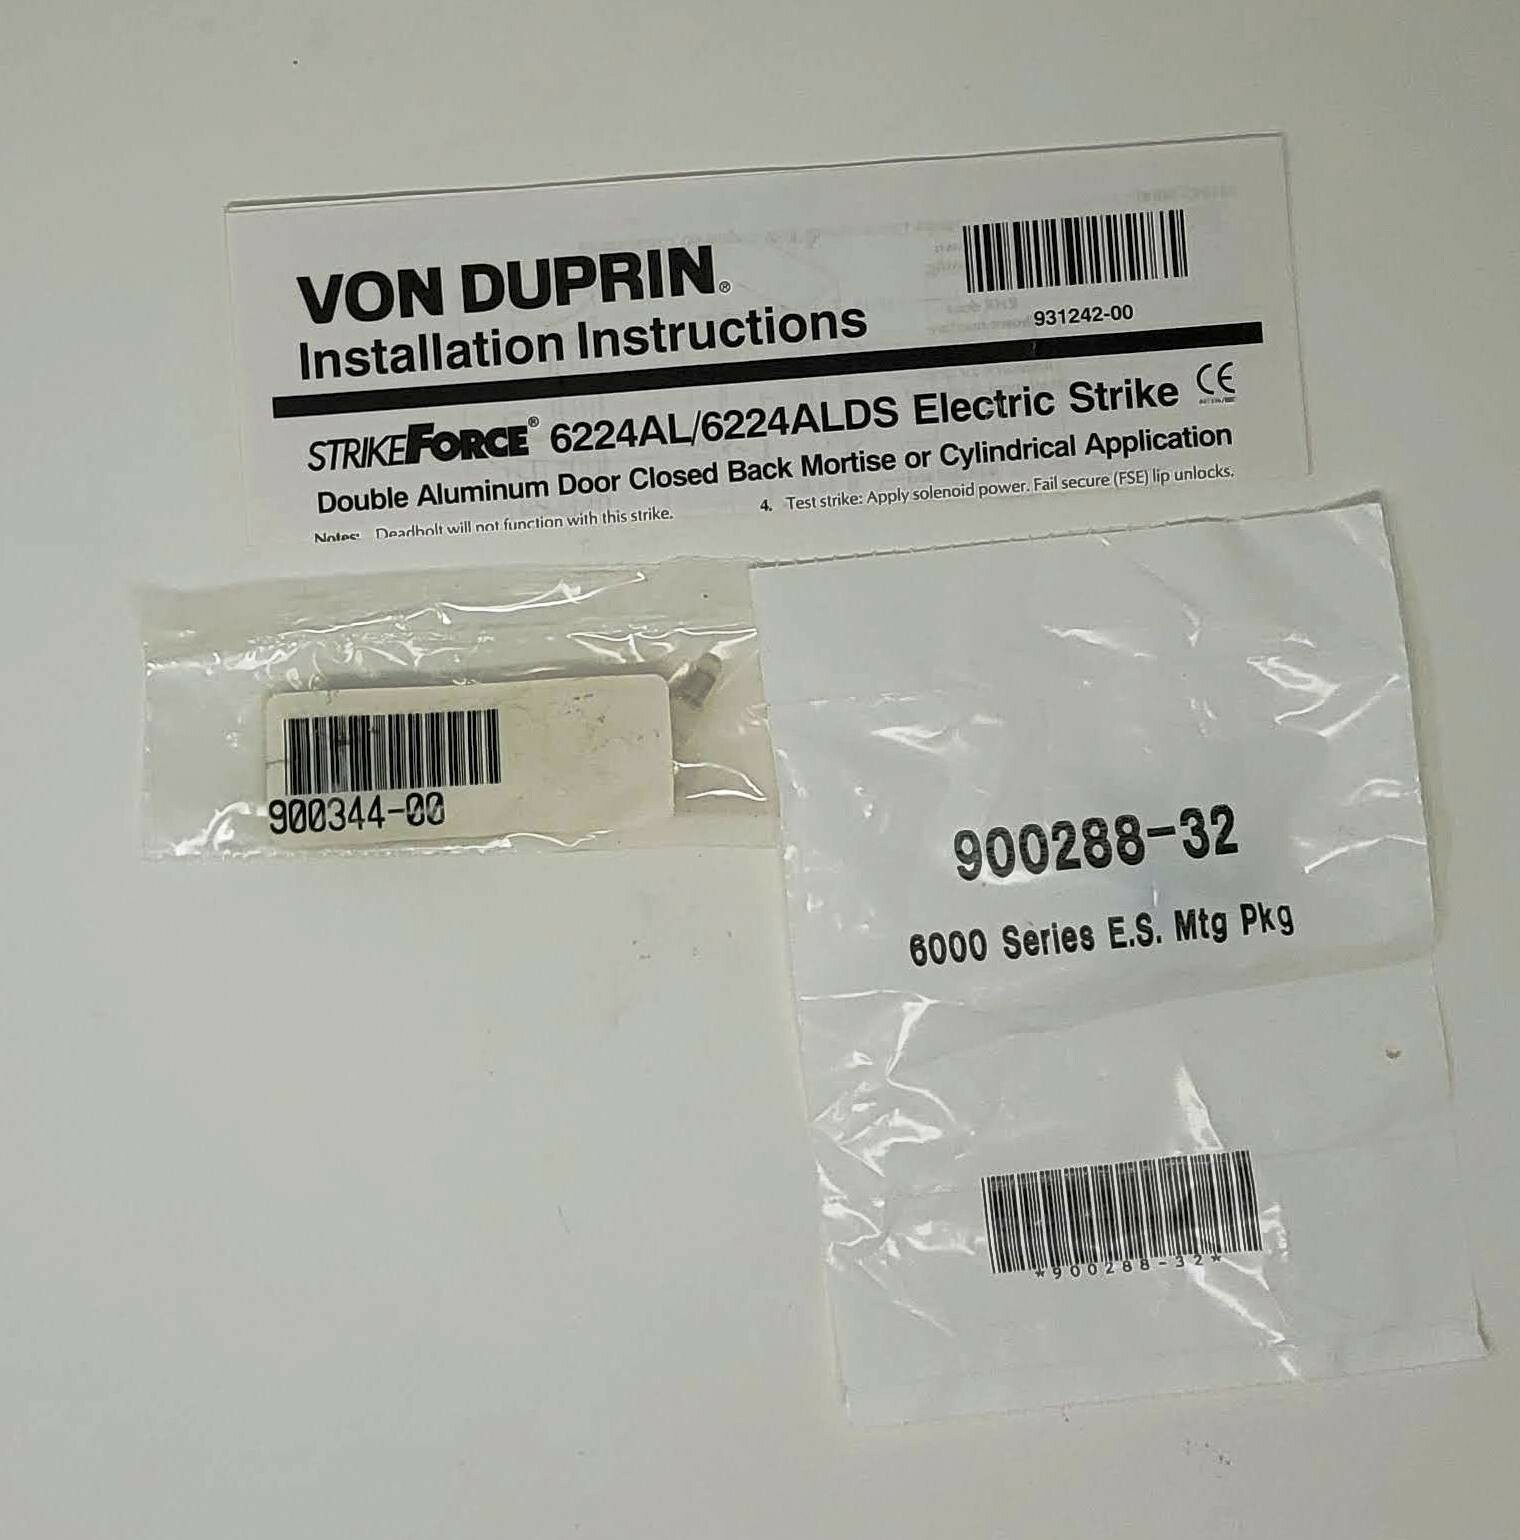 VON DUPRIN®
Installation Instructions
931242-00
STRIKEFORCE® 6224AL/6224ALDS Electric Strike CE
Double Aluminum Door Closed Back Mortise or Cylindrical Application
Notes: Deadbolt will not function with this strike.
4. Test strike: Apply solenoid power. Fail secure (FSE) lip unlocks.
900344-00
900288-32
6000 Series E.S. Mtg Pkg
*900288-32*